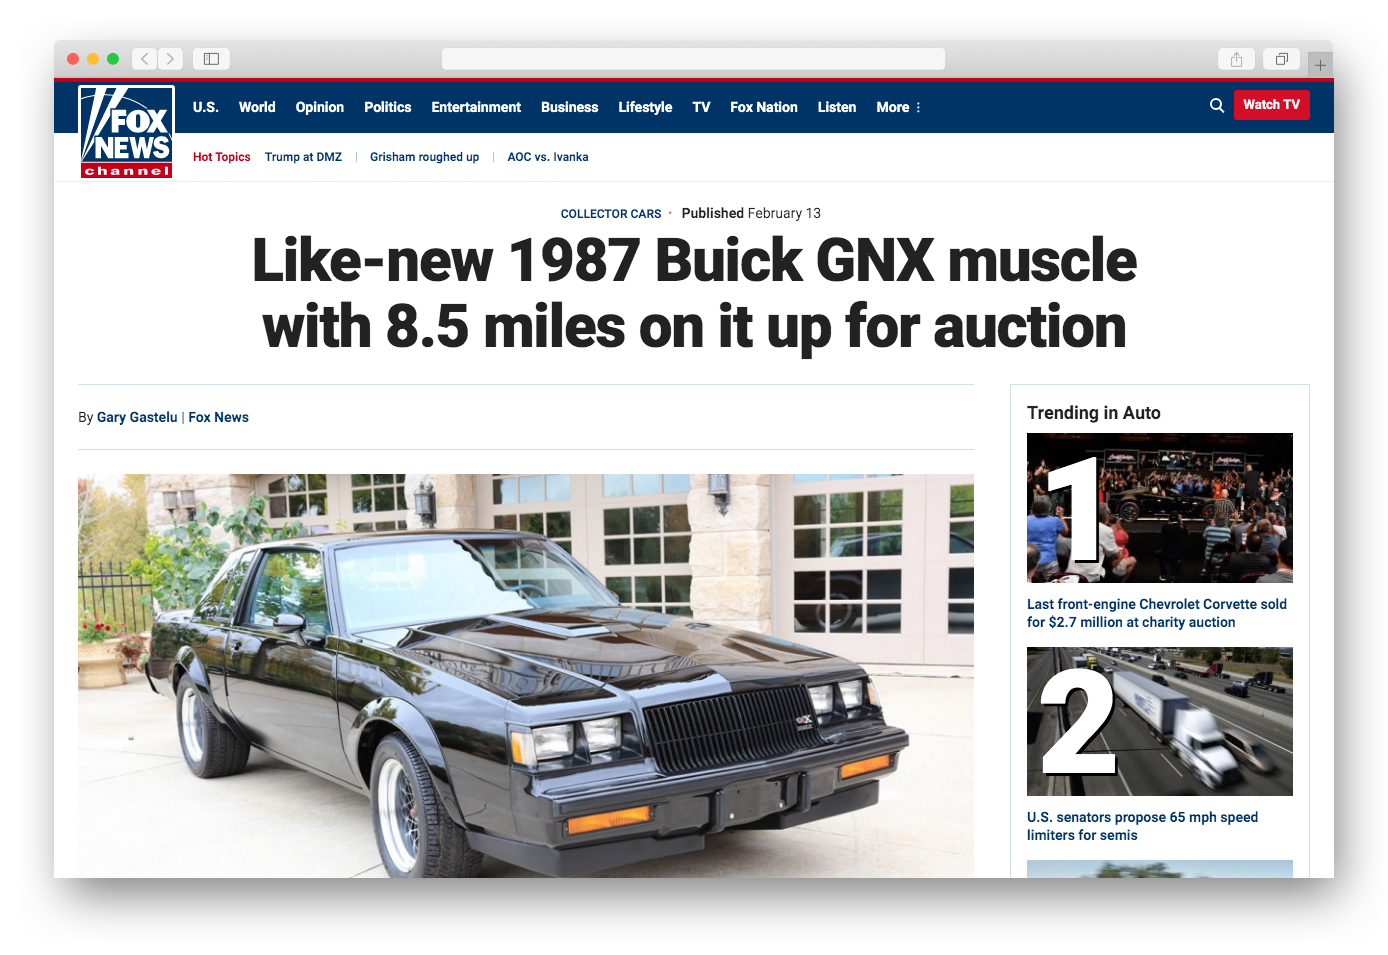 U.S. World Opinion Politics Entertainment Business Lifestyle TV Fox Nation Listen More Watch TV
FOX
NEWS
channel
Hot Topics Trump at DMZ Grisham roughed up AOC vs. Ivanka
COLLECTOR CARS · Published February 13
Like-new 1987 Buick GNX muscle
with 8.5 miles on it up for auction
By Gary Gastelu | Fox News
Trending in Auto
1
Last front-engine Chevrolet Corvette sold
for $2.7 million at charity auction
2
U.S. senators propose 65 mph speed
limiters for semis